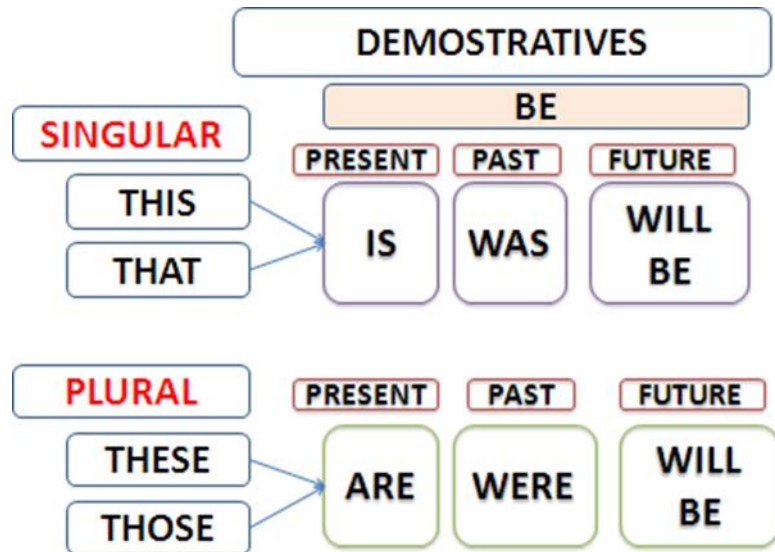 DEMOSTRATIVES
BE
SINGULAR
PRESENT PAST FUTURE
THIS
THAT
IS
WAS
WILL
BE
PLURAL
PRESENT PAST FUTURE
THESE
THOSE
ARE
WERE
WILL
BE